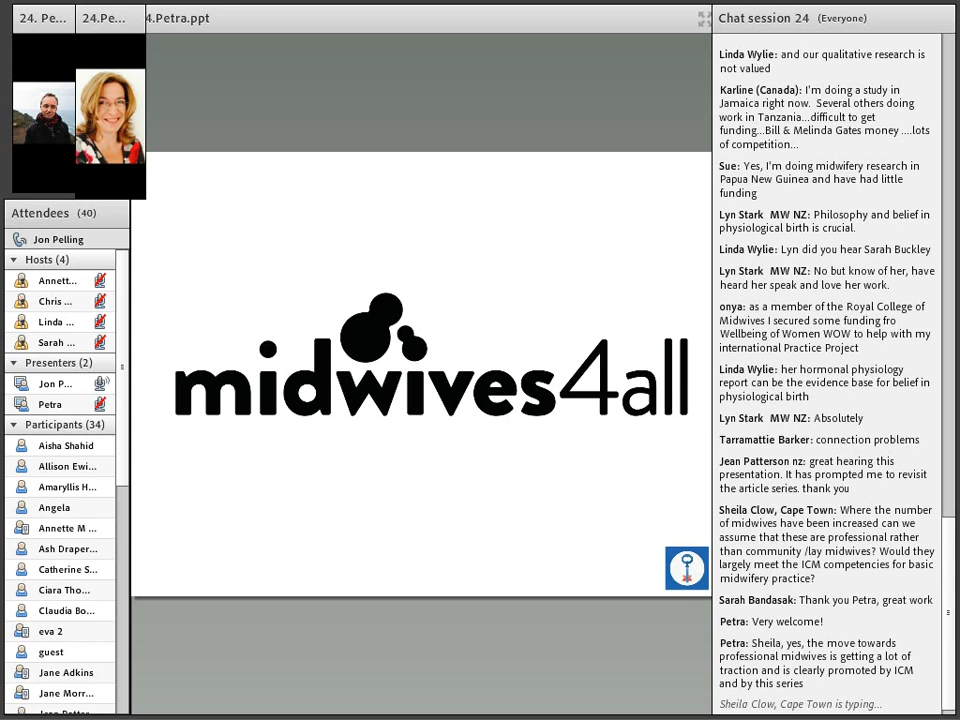 24. Pe...
24.Pe...
4.Petra.ppt
Chat session 24 (Everyone)
Attendees (40)
Jon Pelling
Hosts (4)
Annett...
Chris ...
Linda ...
Sarah ...
Presenters (2)
Jon P...
Petra
Participants (34)
Aisha Shahid
Allison Ewi...
Amaryllis H...
Angela
Annette M ...
Ash Draper...
Catherine S...
Ciara Tho...
Claudia Bo...
eva 2
guest
Jane Adkins
Jane Morr...
midwives4all
Linda Wylie: and our qualitative research is
not valued
Karline (Canada): I'm doing a study in
Jamaica right now. Several others doing
work in Tanzania...difficult to get
funding...Bill & Melinda Gates money ....lots
of competition...
Sue: Yes, I'm doing midwifery research in
Papua New Guinea and have had little
funding
Lyn Stark MW NZ: Philosophy and belief in
physiological birth is crucial.
Linda Wylie: Lyn did you hear Sarah Buckley
Lyn Stark MW NZ: No but know of her, have
heard her speak and love her work.
onya: as a member of the Royal College of
Midwives I secured some funding fro
Wellbeing of Women WOW to help with my
international Practice Project
Linda Wylie: her hormonal physiology
report can be the evidence base for belief in
physiological birth
Lyn Stark MW NZ: Absolutely
Tarramattie Barker: connection problems
Jean Patterson nz: great hearing this
presentation. It has prompted me to revisit
the article series. thank you
Sheila Clow, Cape Town: Where the number
of midwives have been increased can we
assume that these are professional rather
than community /lay midwives? Would they
largely meet the ICM competencies for basic
midwifery practice?
Sarah Bandasak: Thank you Petra, great work
Petra: Very welcome!
Petra: Sheila, yes, the move towards
professional midwives is getting a lot of
traction and is clearly promoted by ICM
and by this series
Sheila Clow, Cape Town is typing...